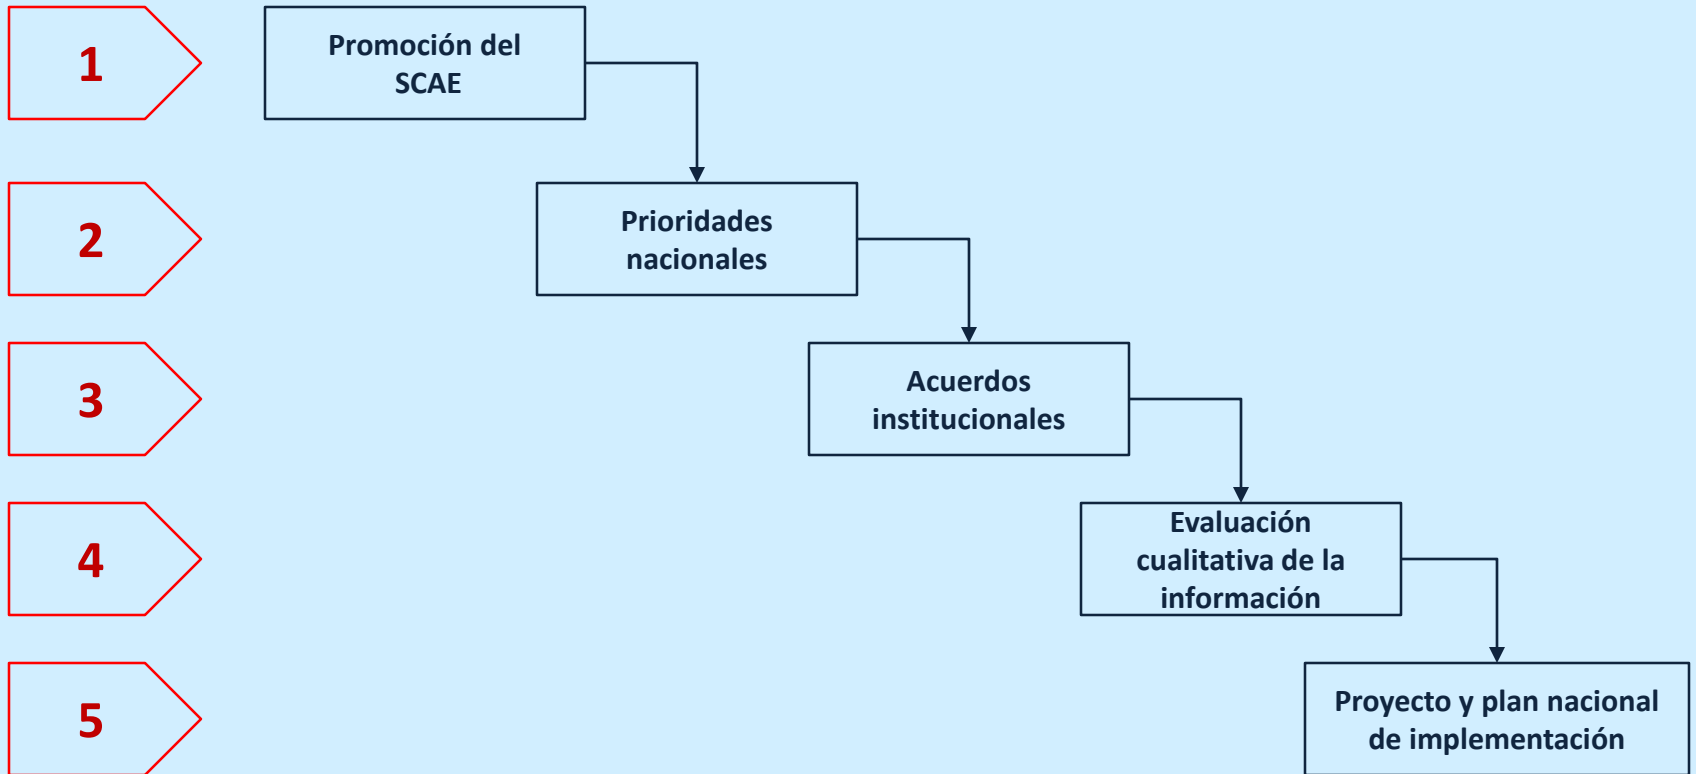 1
Promoción del
SCAE
2
Prioridades
nacionales
3
Acuerdos
institucionales
4
Evaluación
cualitativa de la
información
5
Proyecto y plan nacional
de implementación